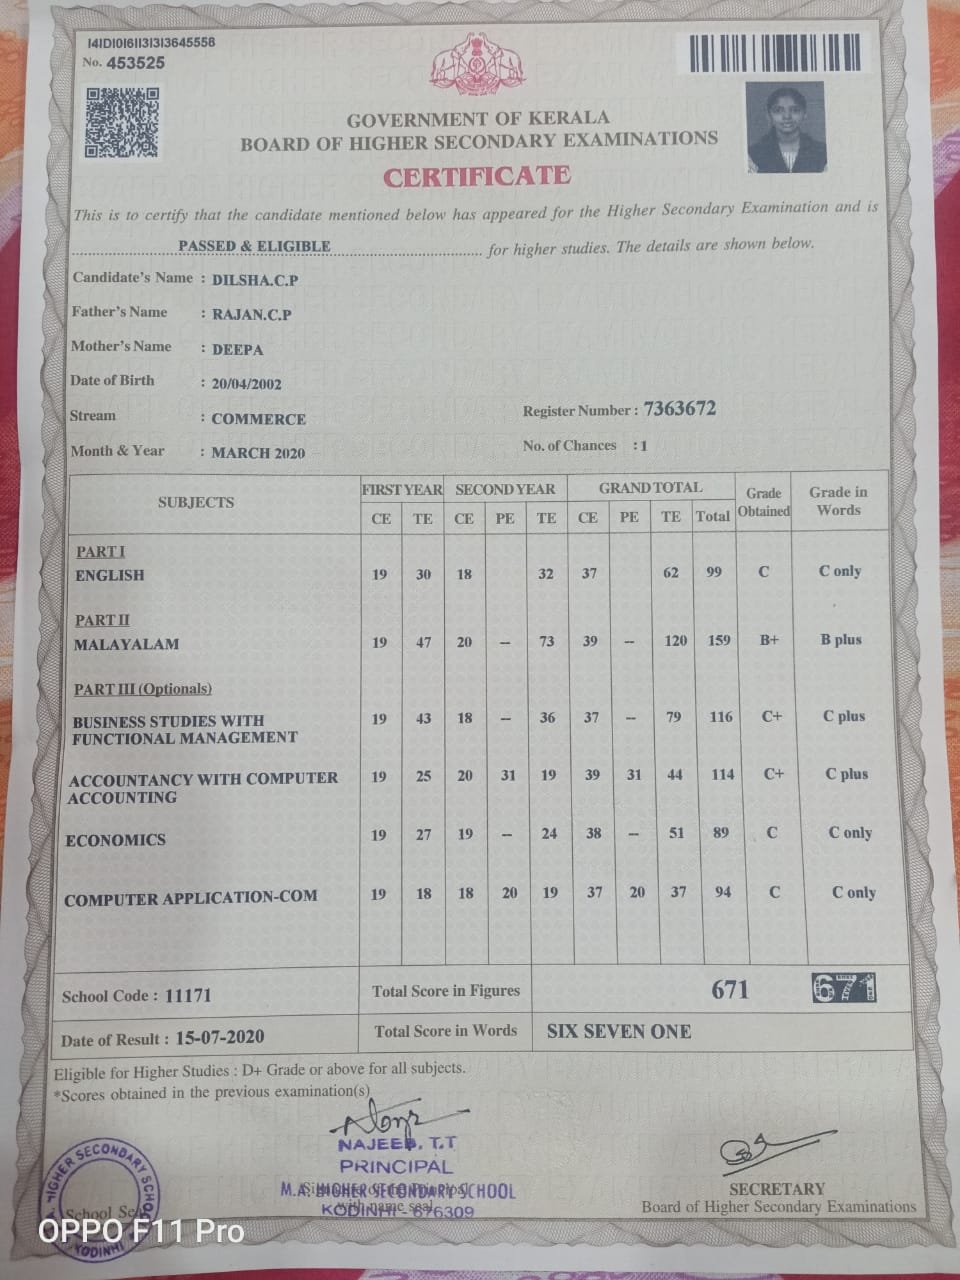 I4ID1016II3I3I3645558
No. 453525
GOVERNMENT OF KERALA
BOARD OF HIGHER SECONDARY EXAMINATIONS
CERTIFICATE
This is to certify that the candidate mentioned below has appeared for the Higher Secondary Examination and is
PASSED & ELIGIBLE for higher studies. The details are shown below.
Candidate's Name : DILSHA.C.P
Father's Name : RAJAN.C.P
Mother's Name : DEEPA
Date of Birth : 20/04/2002
Stream : COMMERCE
Register Number : 7363672
Month & Year : MARCH 2020
No. of Chances : 1
SUBJECTS FIRST YEAR SECOND YEAR GRAND TOTAL Grade Obtained Grade in Words
CE TE CE PE TE CE PE TE Total
PART I
ENGLISH 19 30 18 32 37 62 99 C C only
PART II
MALAYALAM 19 47 20 -- 73 39 -- 120 159 B+ B plus
PART III (Optionals)
BUSINESS STUDIES WITH 19 43 18 -- 36 37 -- 79 116 C+ C plus
FUNCTIONAL MANAGEMENT
ACCOUNTANCY WITH COMPUTER 19 25 20 31 19 39 31 44 114 C+ C plus
ACCOUNTING
ECONOMICS 19 27 19 -- 24 38 -- 51 89 C C only
COMPUTER APPLICATION-COM 19 18 18 20 19 37 20 37 94 C C only
School Code : 11171 Total Score in Figures 671 671
Date of Result : 15-07-2020 Total Score in Words SIX SEVEN ONE
Eligible for Higher Studies : D+ Grade or above for all subjects.
*Scores obtained in the previous examination(s)
NAJEEB. T.T
PRINCIPAL
M.A. HIGHER SECONDARY SCHOOL
KODINHI - 676309
SECRETARY
Board of Higher Secondary Examinations
HIGHER SECONDARY SCHOOL
KODINHI
School Seal
OPPO F11 Pro